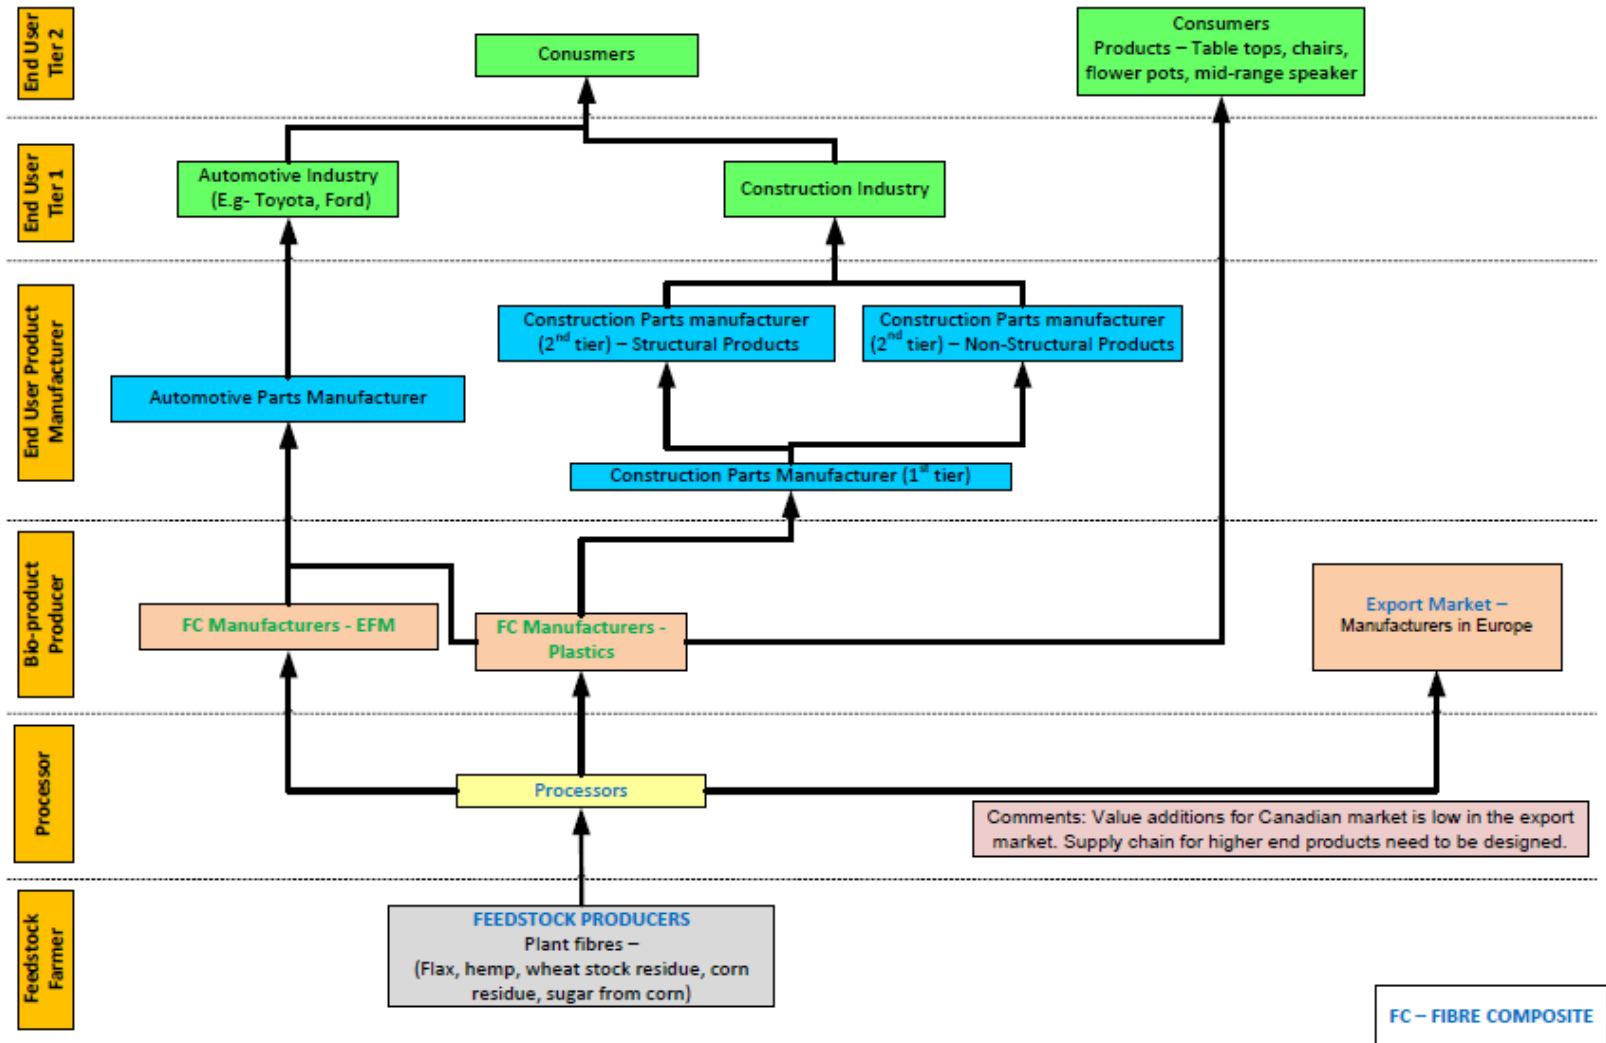 End User
Tier 2
Conusmers
Consumers
Products – Table tops, chairs,
flower pots, mid-range speaker
End User
Tier 1
Automotive Industry
(E.g- Toyota, Ford)
Construction Industry
End User Product
Manufacturer
Construction Parts manufacturer
(2nd tier) – Structural Products
Construction Parts manufacturer
(2nd tier) – Non-Structural Products
Automotive Parts Manufacturer
Construction Parts Manufacturer (1st tier)
Bio-product
Producer
FC Manufacturers - EFM
FC Manufacturers -
Plastics
Export Market –
Manufacturers in Europe
Processor
Processors
Comments: Value additions for Canadian market is low in the export
market. Supply chain for higher end products need to be designed.
Feedstock
Farmer
FEEDSTOCK PRODUCERS
Plant fibres –
(Flax, hemp, wheat stock residue, corn
residue, sugar from corn)
FC – FIBRE COMPOSITE